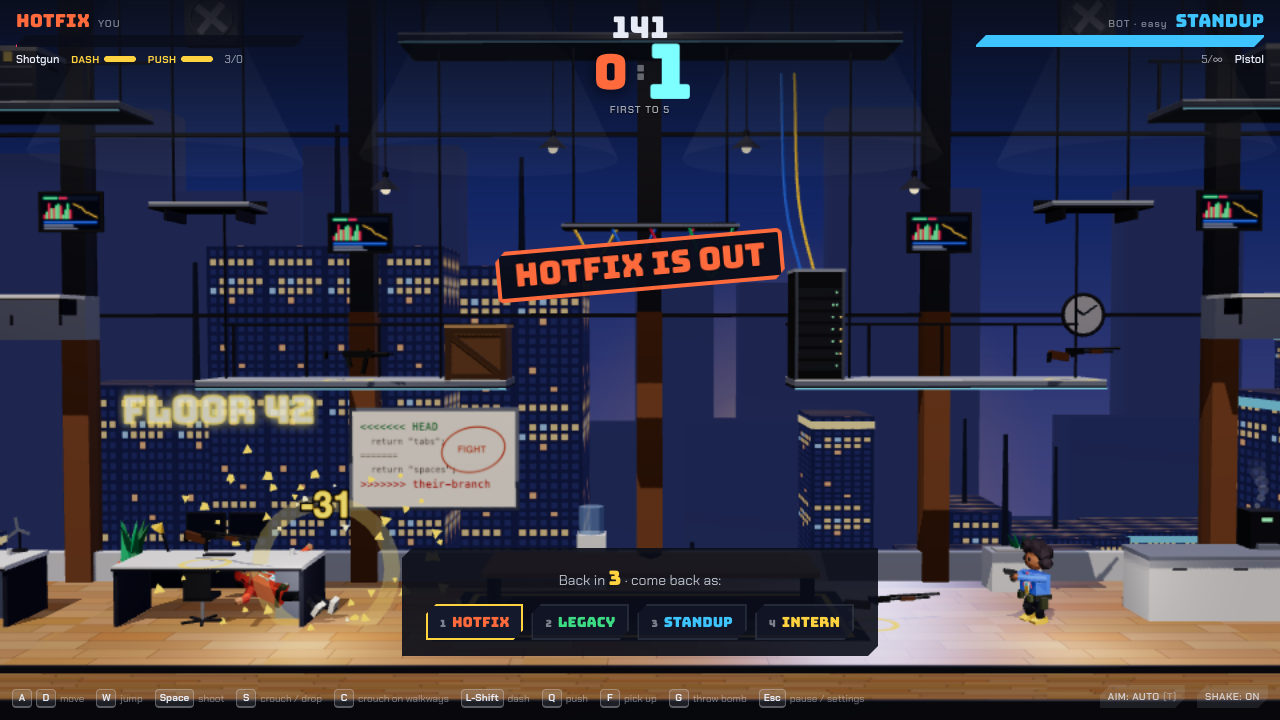 HOTFIX YOU
141
BOT · easy STANDUP
Shotgun DASH PUSH 3/0
0 : 1
5/∞ Pistol
FIRST TO 5
HOTFIX IS OUT
FLOOR 42
<<<<<<< HEAD
return "tabs";
=======
return "spaces";
>>>>>>> their-branch
FIGHT
-31
Back in 3 · come back as:
1 HOTFIX 2 LEGACY 3 STANDUP 4 INTERN
A D move W jump Space shoot S crouch / drop C crouch on walkways L-Shift dash Q push F pick up G throw bomb Esc pause / settings
AIM: AUTO (T) SHAKE: ON